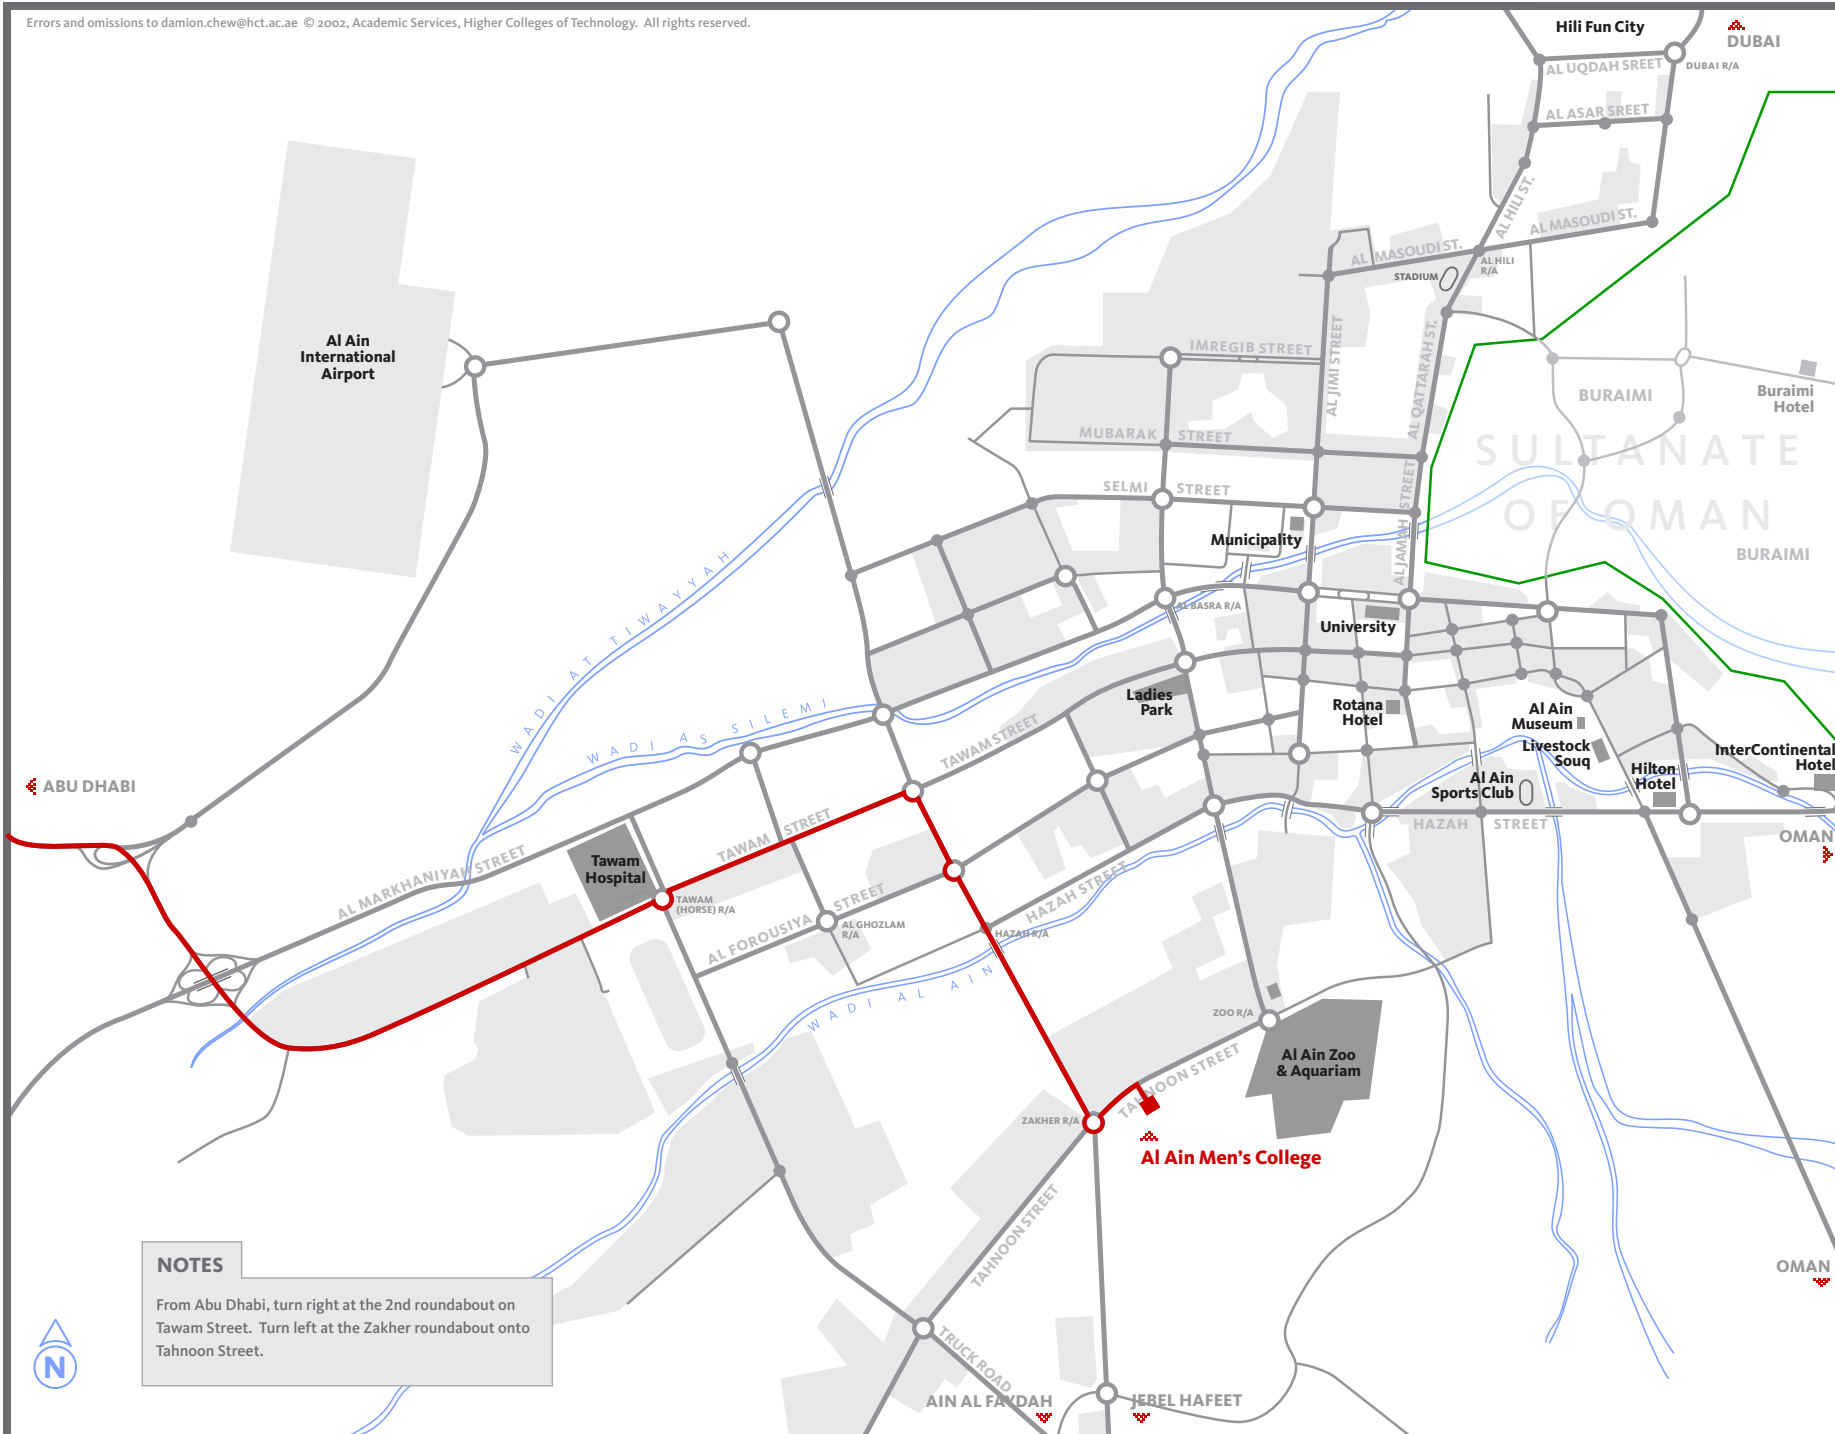 Errors and omissions to damion.chew@hct.ac.ae © 2002, Academic Services, Higher Colleges of Technology. All rights reserved.
Hili Fun City
DUBAI
AL UQDAH SREET
DUBAI R/A
AL ASAR SREET
AL HILI ST.
AL MASOUDI ST.
AL MASOUDI ST.
AL HILI
R/A
STADIUM
Al Ain
International
Airport
IMREGIB STREET
AL JIMI STREET
AL QATTARAH ST.
BURAIMI
Buraimi
Hotel
MUBARAK STREET
SULTANATE
OF OMAN
SELMI STREET
ALJAMAH STREET
Municipality
BURAIMI
WADI AT TIWAYYAH
AL BASRA R/A
University
Ladies
Park
WADI AS SILEMI
TAWAM STREET
Rotana
Hotel
Al Ain
Museum
Livestock
Souq
InterContinental
Hotel
Hilton
Hotel
Al Ain
Sports Club
ABU DHABI
HAZAH STREET
OMAN
TAWAM STREET
AL MARKHANIYAH STREET
Tawam
Hospital
TAWAM
(HORSE) R/A
AL FOROUSIYA STREET
AL GHOZLAM
R/A
HAZAH STREET
HAZAH R/A
WADI AL AIN
ZOO R/A
Al Ain Zoo
& Aquariam
TAHNOON STREET
ZAKHER R/A
Al Ain Men's College
TAHNOON STREET
NOTES
From Abu Dhabi, turn right at the 2nd roundabout on
Tawam Street. Turn left at the Zakher roundabout onto
Tahnoon Street.
N
OMAN
TRUCK ROAD
AIN AL FAYDAH
JEBEL HAFEET